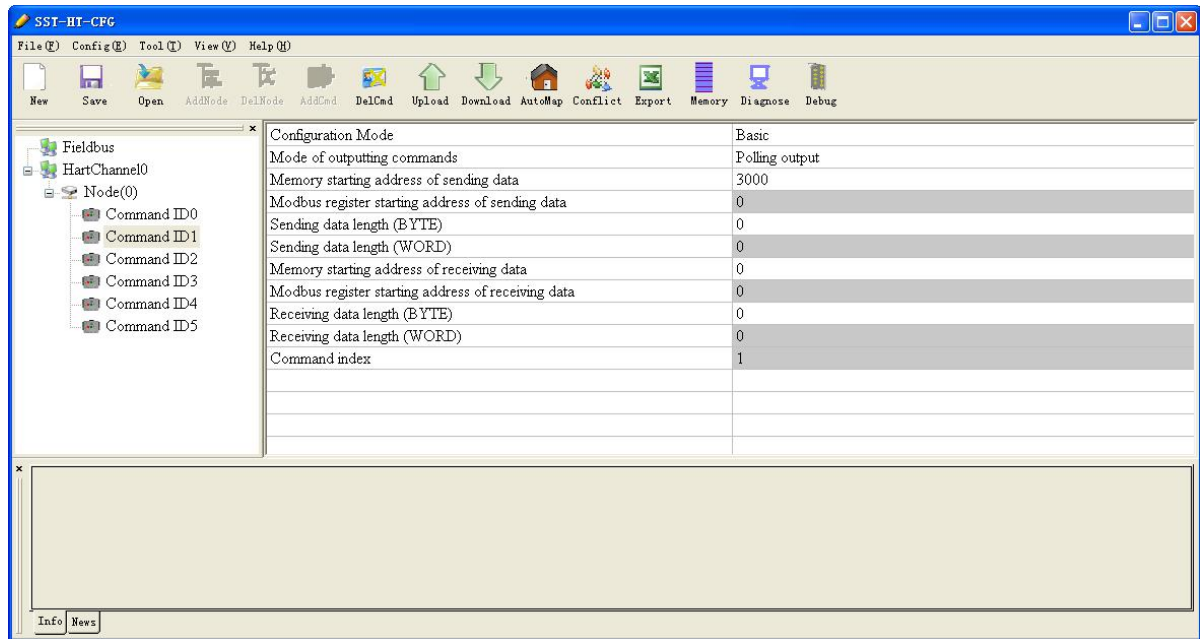 SST-HT-CFG
File(F) Config(E) Tool(T) View(V) Help(H)
New Save Open AddNode DelNode AddCmd DelCmd Upload Download AutoMap Conflict Export Memory Diagnose Debug
Fieldbus
HartChannel0
Node(0)
Command ID0
Command ID1
Command ID2
Command ID3
Command ID4
Command ID5
Configuration Mode Basic
Mode of outputting commands Polling output
Memory starting address of sending data 3000
Modbus register starting address of sending data 0
Sending data length (BYTE) 0
Sending data length (WORD) 0
Memory starting address of receiving data 0
Modbus register starting address of receiving data 0
Receiving data length (BYTE) 0
Receiving data length (WORD) 0
Command index 1
Info News